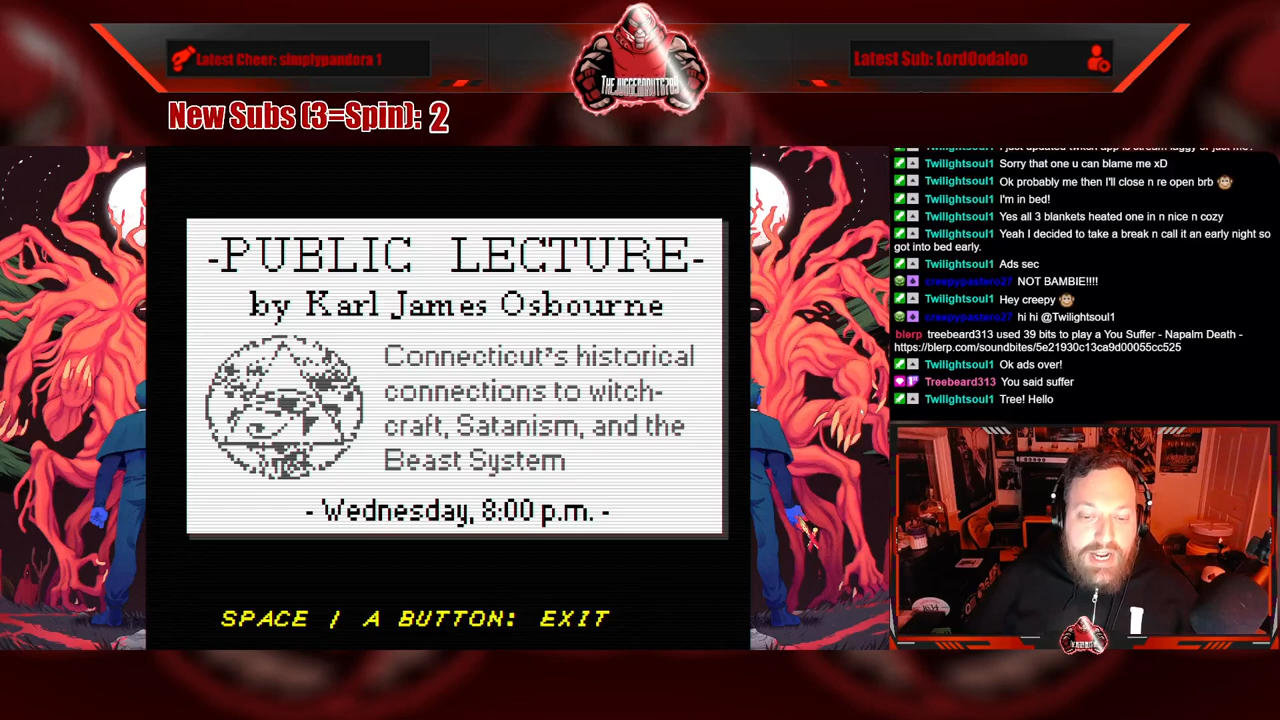 Latest Cheer: simplypandora 1
THEJUGGERNAUT6789
Latest Sub: LordOodaloo
New Subs (3=Spin): 2
-PUBLIC LECTURE-
by Karl James Osbourne
Connecticut's historical
connections to witch-
craft, Satanism, and the
Beast System
- Wednesday, 8:00 p.m. -
SPACE / A BUTTON: EXIT
Twilightsoul1 Sorry that one u can blame me xD
Twilightsoul1 Ok probably me then I'll close n re open brb
Twilightsoul1 I'm in bed!
Twilightsoul1 Yes all 3 blankets heated one in n nice n cozy
Twilightsoul1 Yeah I decided to take a break n call it an early night so
got into bed early.
Twilightsoul1 Ads sec
creepypastero27 NOT BAMBIE!!!!
Twilightsoul1 Hey creepy
creepypastero27 hi hi @Twilightsoul1
blerp treebeard313 used 39 bits to play a You Suffer - Napalm Death -
https://blerp.com/soundbites/5e21930c13ca9d00055cc525
Twilightsoul1 Ok ads over!
Treebeard313 You said suffer
Twilightsoul1 Tree! Hello